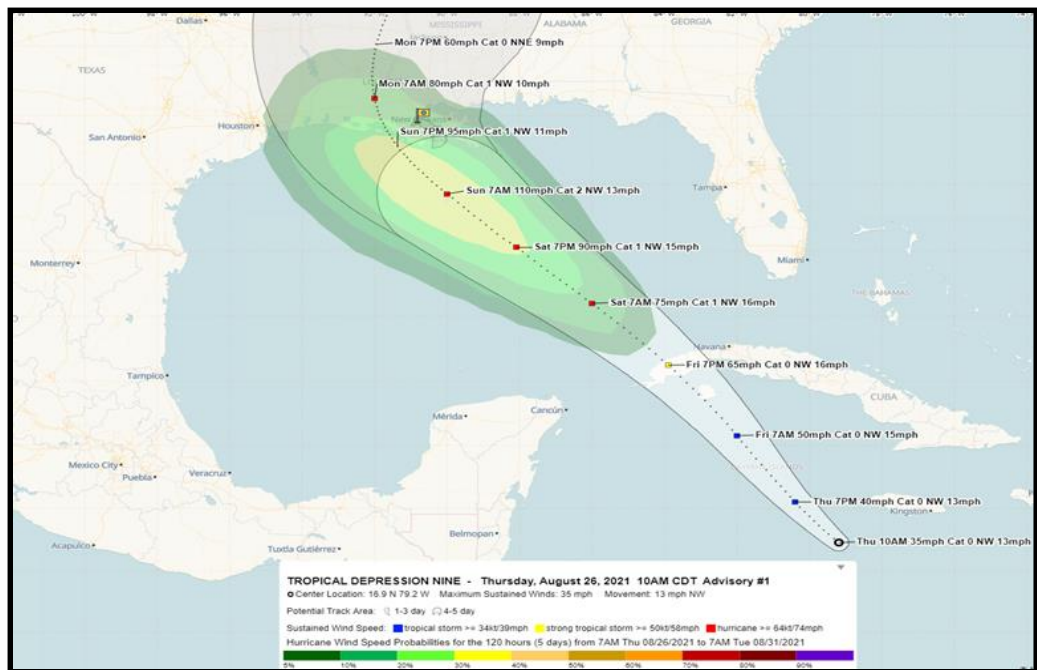 Dallas
MISSISSIPPI
ALABAMA
GEORGIA
Mon 7PM 60mph Cat 0 NNE 9mph
TEXAS
Mon 7AM 80mph Cat 1 NW 10mph
Houston
San Antonio
Sun 7PM 95mph Cat 1 NW 11mph
Sun 7AM 110mph Cat 2 NW 13mph
Tampa
Sat 7PM 90mph Cat 1 NW 15mph
Monterrey
Miami
THE BAHAMAS
Sat 7AM 75mph Cat 1 NW 16mph
Havana
Fri 7PM 65mph Cat 0 NW 16mph
Tampico
CUBA
Mérida
Cancún
Fri 7AM 50mph Cat 0 NW 15mph
Mexico City
Puebla
Veracruz
Thu 7PM 40mph Cat 0 NW 13mph
Kingston
Acapulco
Tuxtla Gutiérrez
Belmopan
Thu 10AM 35mph Cat 0 NW 13mph
TROPICAL DEPRESSION NINE - Thursday, August 26, 2021 10AM CDT Advisory #1
Center Location: 16.9 N 79.2 W Maximum Sustained Winds: 35 mph Movement: 13 mph NW
Potential Track Area: 1-3 day 4-5 day
Sustained Wind Speed: tropical storm >= 34kt/39mph strong tropical storm >= 50kt/58mph hurricane >= 64kt/74mph
Hurricane Wind Speed Probabilities for the 120 hours (5 days) from 7AM Thu 08/26/2021 to 7AM Tue 08/31/2021
5% 10% 20% 30% 40% 50% 60% 70% 80% 90%